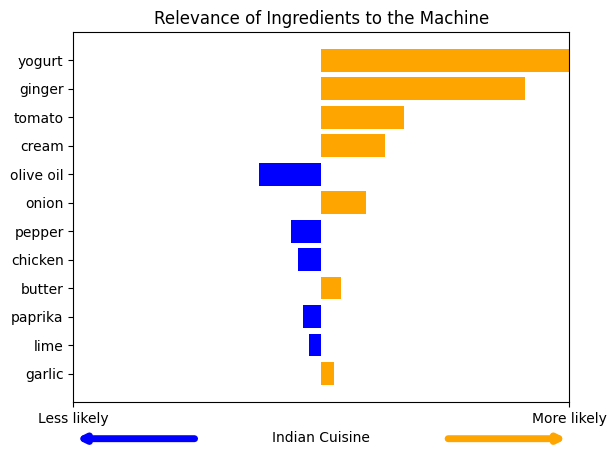 Relevance of Ingredients to the Machine
yogurt
ginger
tomato
cream
olive oil
onion
pepper
chicken
butter
paprika
lime
garlic
Less likely
More likely
Indian Cuisine